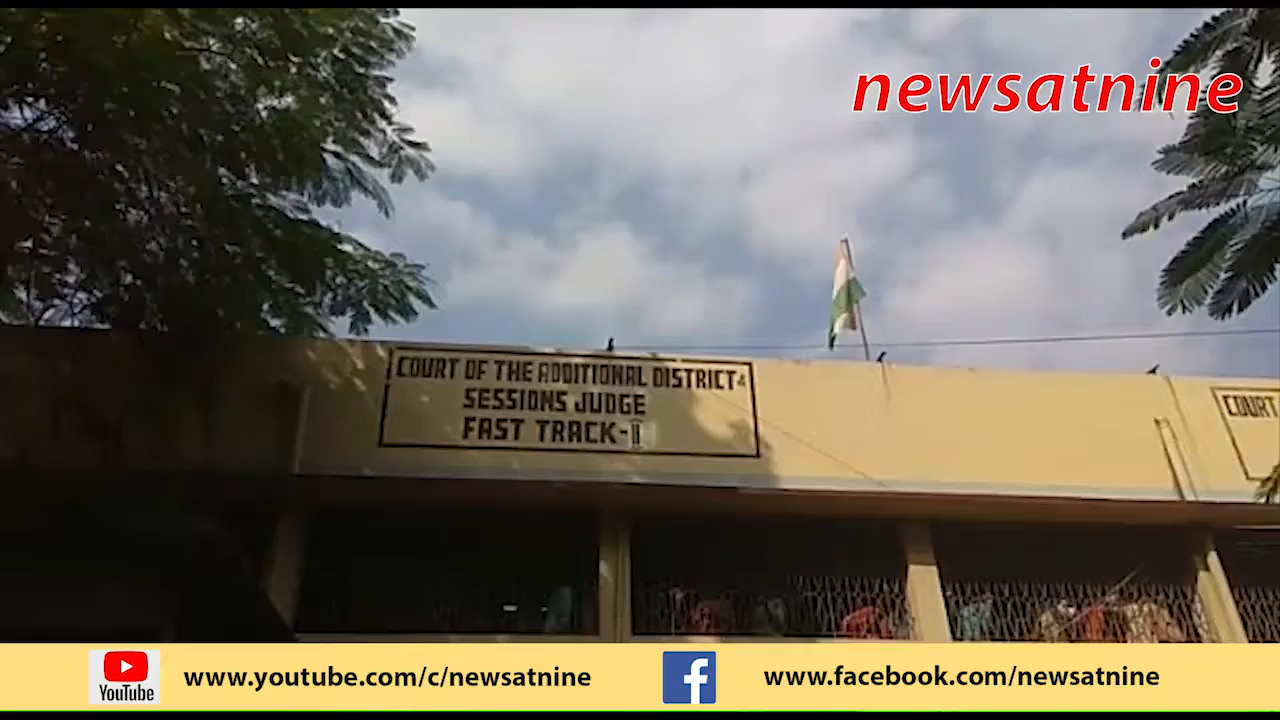 newsatnine
COURT OF THE ADDITIONAL DISTRICT &
SESSIONS JUDGE
FAST TRACK-II
COURT
YouTube
www.youtube.com/c/newsatnine
www.facebook.com/newsatnine